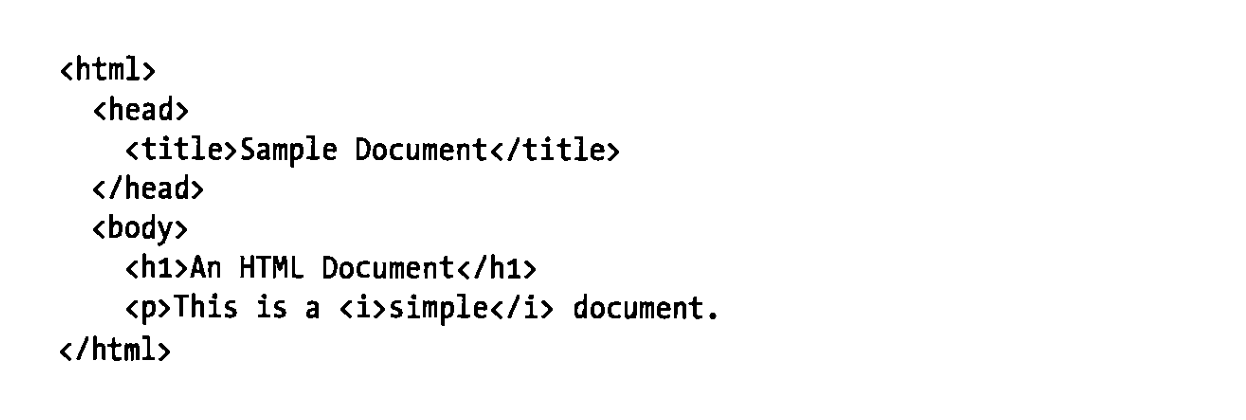 <html>
  <head>
    <title>Sample Document</title>
  </head>
  <body>
    <h1>An HTML Document</h1>
    <p>This is a <i>simple</i> document.
</html>